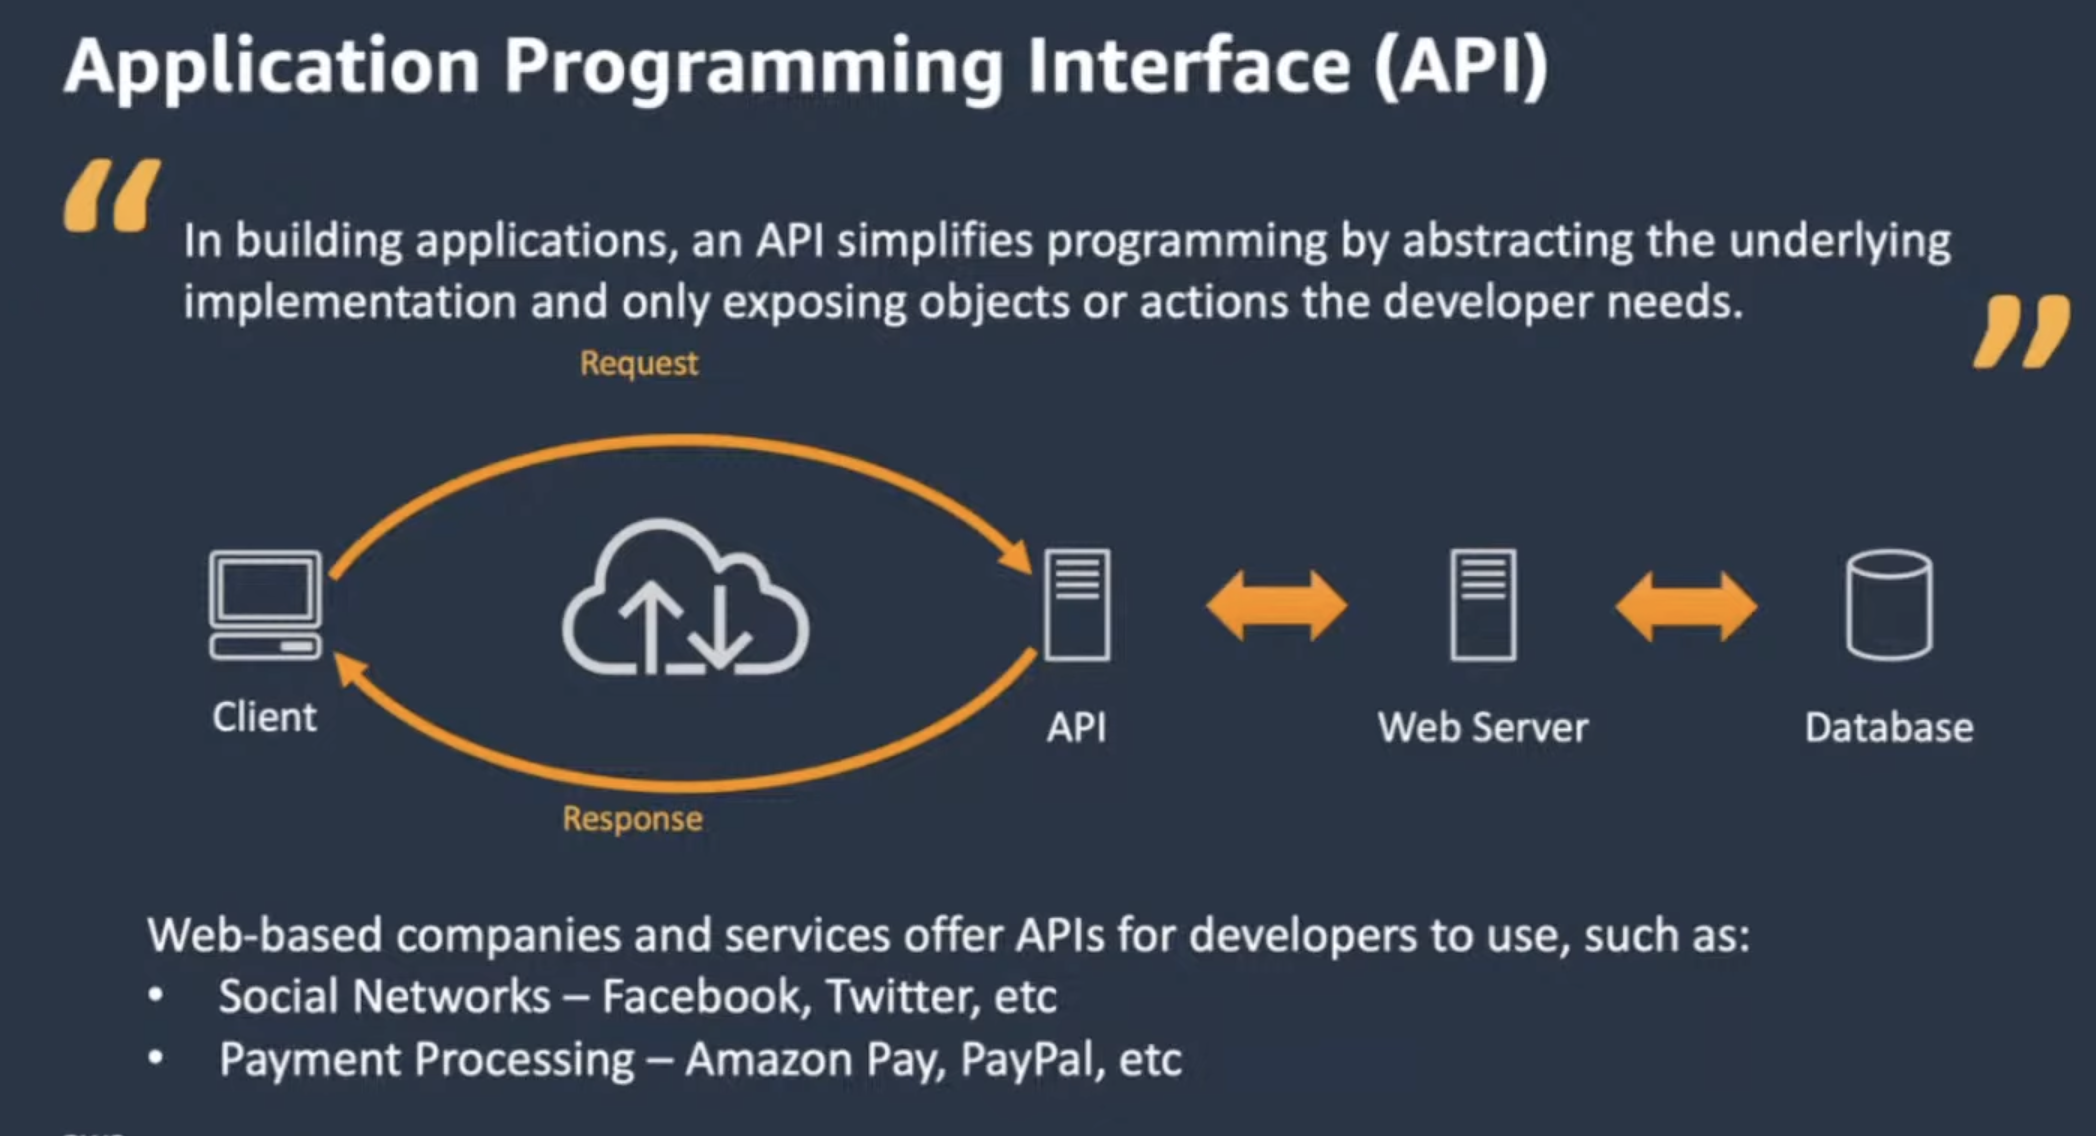 Application Programming Interface (API)
“
In building applications, an API simplifies programming by abstracting the underlying
implementation and only exposing objects or actions the developer needs.
”
Request
Client
API
Web Server
Database
Response
Web-based companies and services offer APIs for developers to use, such as:
• Social Networks – Facebook, Twitter, etc
• Payment Processing – Amazon Pay, PayPal, etc